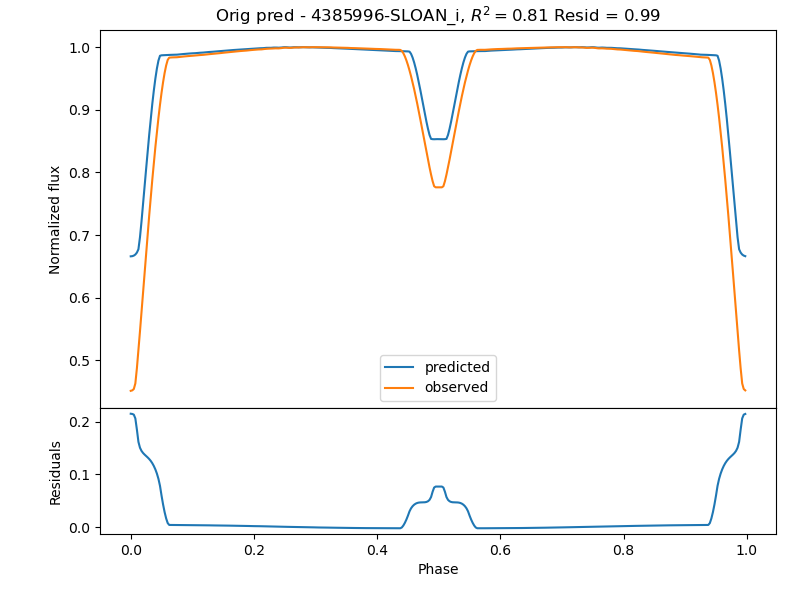 Orig pred - 4385996-SLOAN_i, R² = 0.81 Resid = 0.99
Normalized flux
1.0
0.9
0.8
0.7
0.6
0.5
predicted
observed
Residuals
0.2
0.1
0.0
0.0 0.2 0.4 0.6 0.8 1.0
Phase